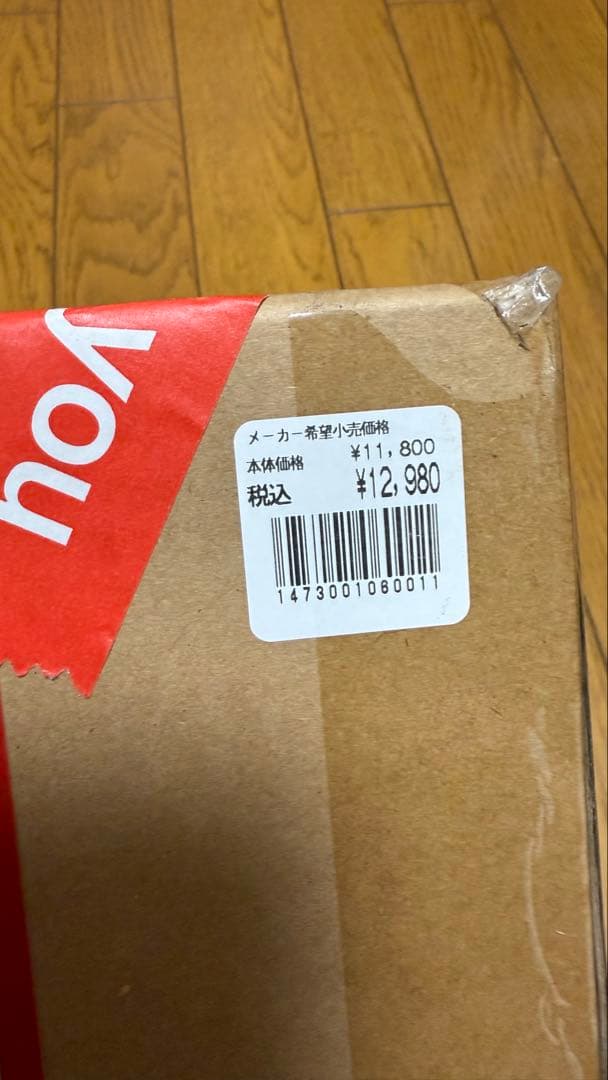 you
メーカー希望小売価格
本体価格 ¥11,800
税込 ¥12,980
1473001060011